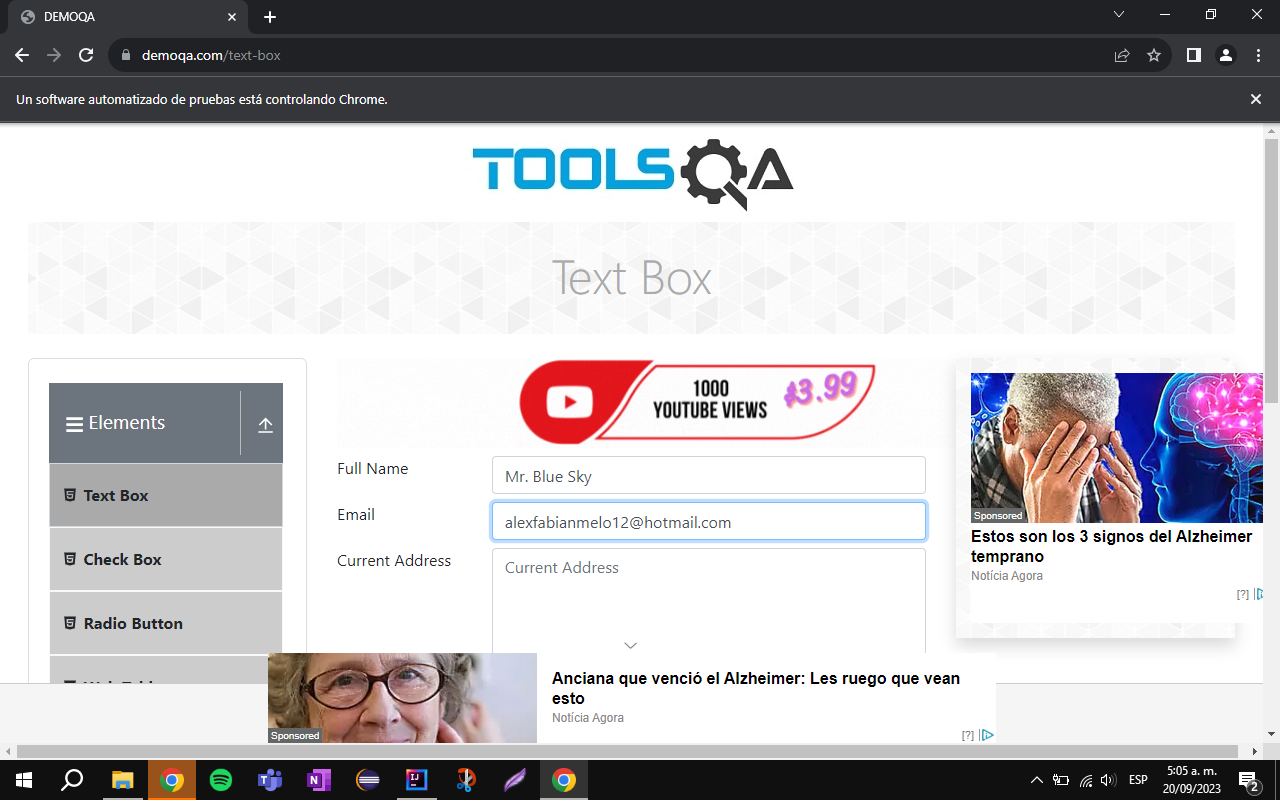 DEMOQA
demoqa.com/text-box
Un software automatizado de pruebas está controlando Chrome.
TOOLSQA
Text Box
Elements
Text Box
Check Box
Radio Button
1000
YOUTUBE VIEWS
$3.99
Full Name
Mr. Blue Sky
Email
alexfabianmelo12@hotmail.com
Current Address
Current Address
Sponsored
Estos son los 3 signos del Alzheimer
temprano
Notícia Agora
[?]
Sponsored
Anciana que venció el Alzheimer: Les ruego que vean
esto
Notícia Agora
[?]
ESP
5:05 a. m.
20/09/2023
2